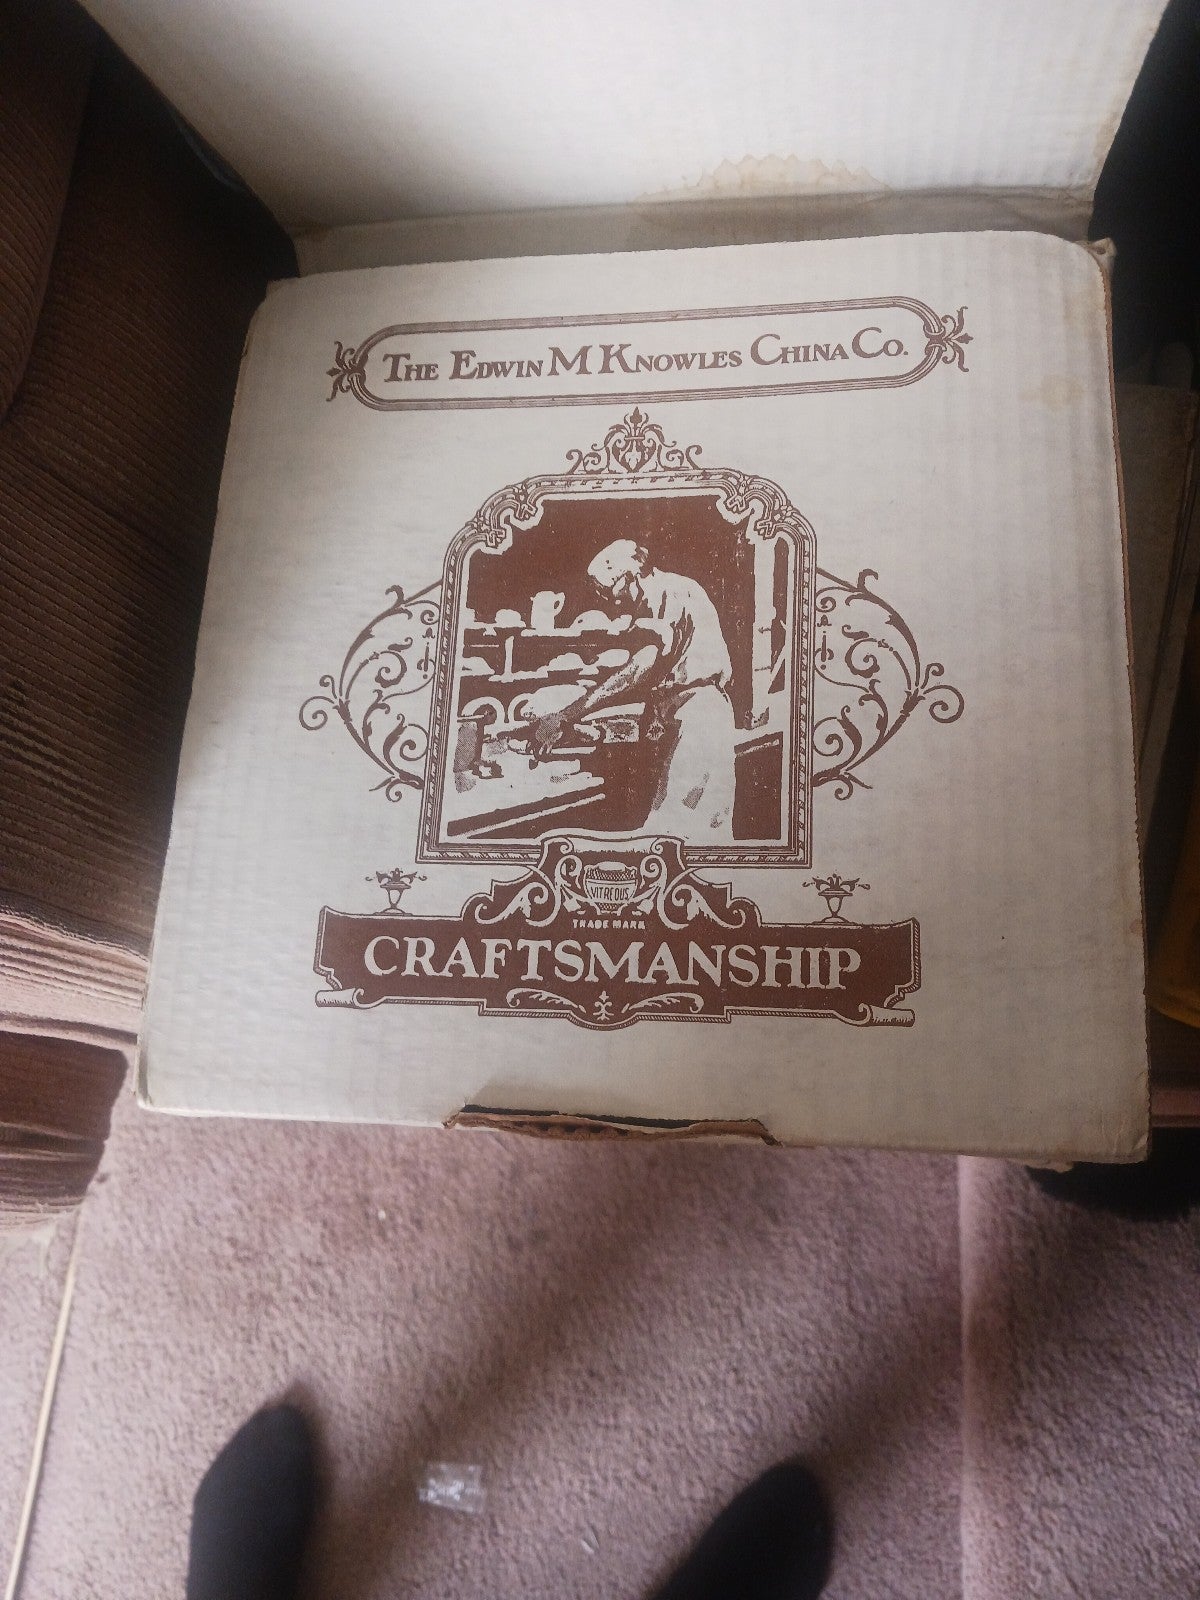 THE EDWIN M KNOWLES CHINA CO.
VITREOUS
TRADE MARK
CRAFTSMANSHIP